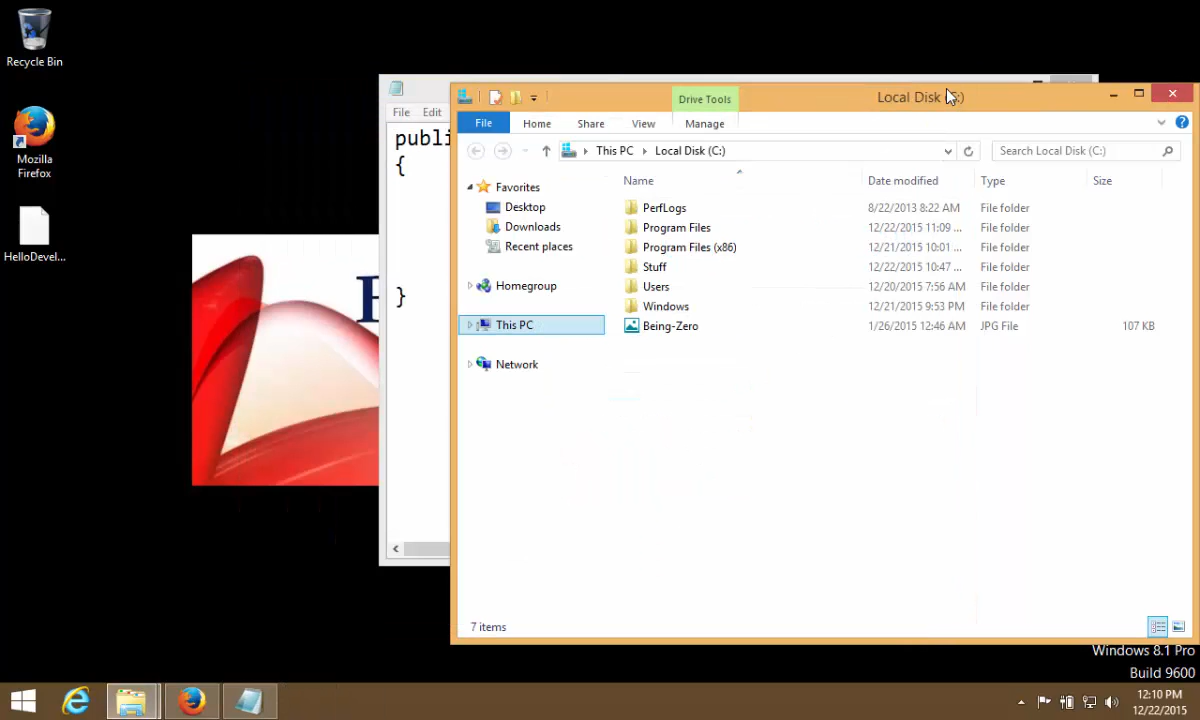 Recycle Bin
Mozilla
Firefox
HelloDevel...
File Edit
publi
{
}
Drive Tools
Local Disk (C:)
File Home Share View Manage
This PC Local Disk (C:)
Search Local Disk (C:)
Favorites
Desktop
Downloads
Recent places
Homegroup
This PC
Network
Name Date modified Type Size
PerfLogs 8/22/2013 8:22 AM File folder
Program Files 12/22/2015 11:09 ... File folder
Program Files (x86) 12/21/2015 10:01 ... File folder
Stuff 12/22/2015 10:47 ... File folder
Users 12/20/2015 7:56 AM File folder
Windows 12/21/2015 9:53 PM File folder
Being-Zero 1/26/2015 12:46 AM JPG File 107 KB
7 items
Windows 8.1 Pro
Build 9600
12:10 PM
12/22/2015